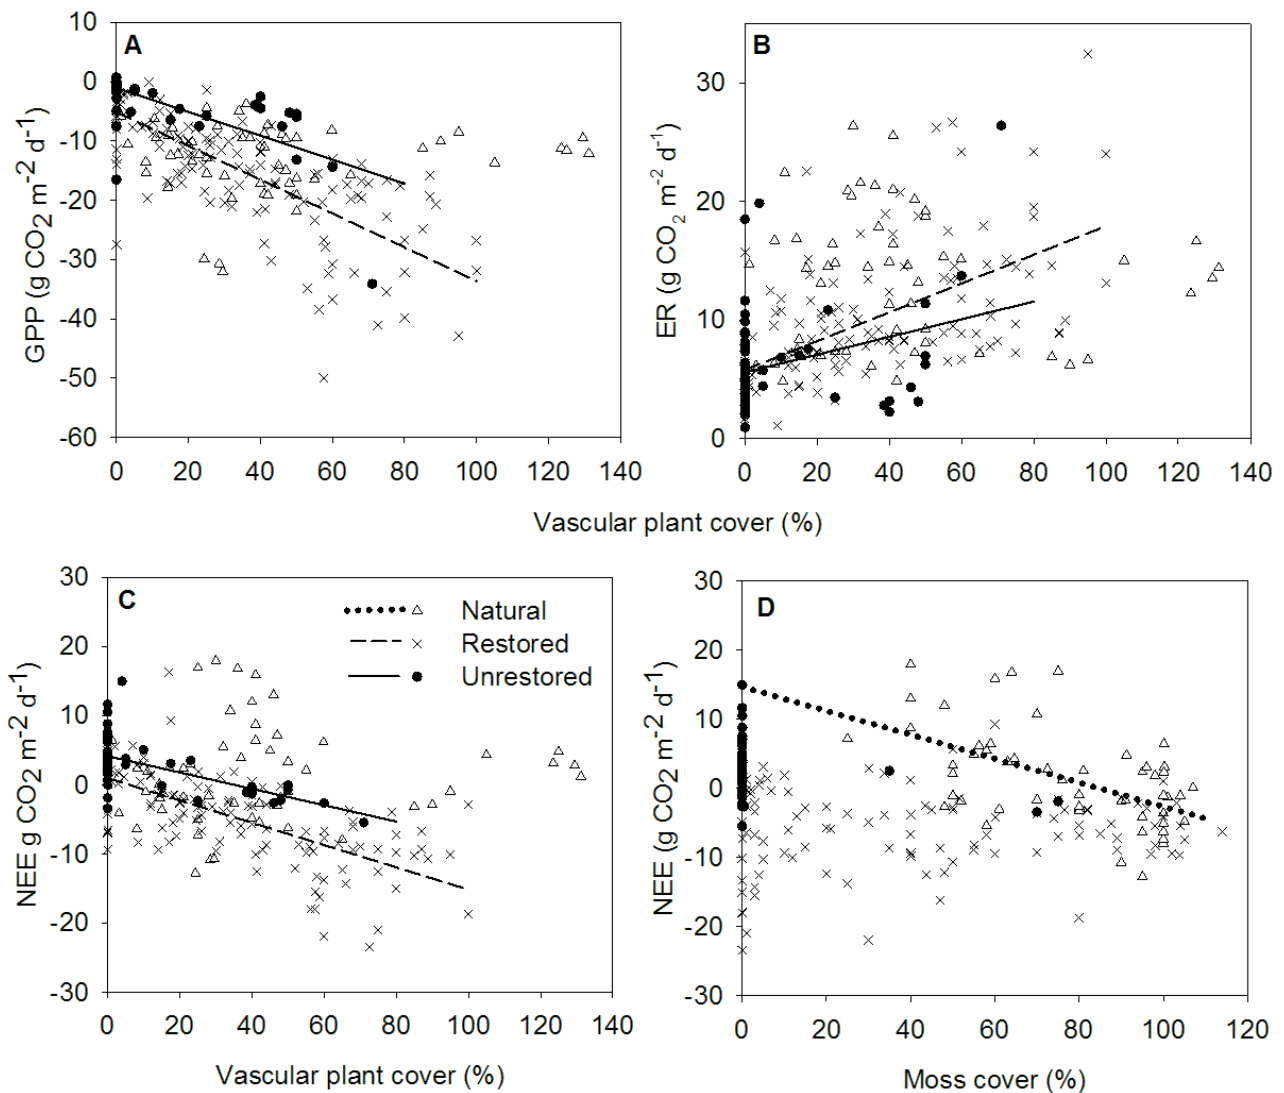 A
10
0
-10
-20
-30
-40
-50
-60
0 20 40 60 80 100 120 140
GPP (g CO2 m-2 d-1)
B
30
20
10
0
0 20 40 60 80 100 120 140
ER (g CO2 m-2 d-1)
Vascular plant cover (%)
C
30
20
10
0
-10
-20
-30
0 20 40 60 80 100 120 140
NEE g CO2 m-2 d-1)
Natural
Restored
Unrestored
Vascular plant cover (%)
D
30
20
10
0
-10
-20
-30
0 20 40 60 80 100 120
NEE (g CO2 m-2 d-1)
Moss cover (%)